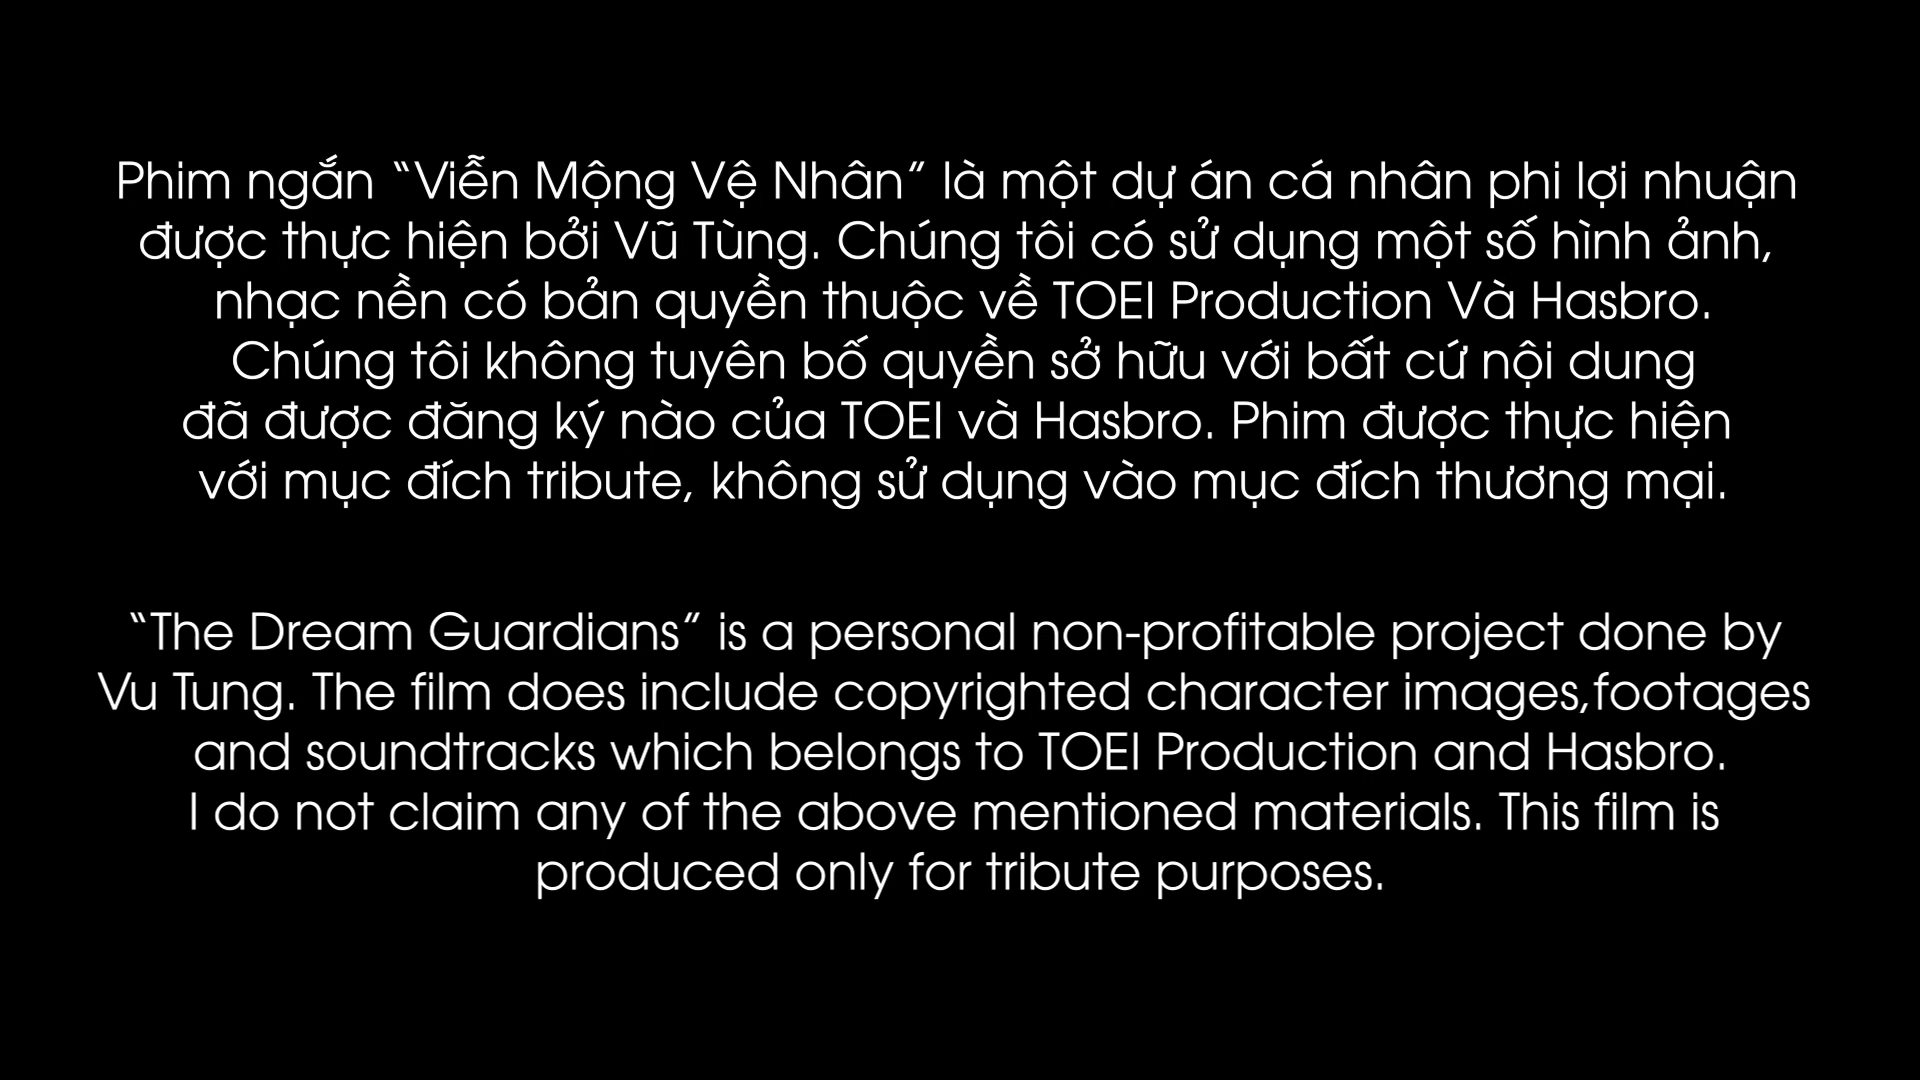 Phim ngắn “Viễn Mộng Vệ Nhân” là một dự án cá nhân phi lợi nhuận
được thực hiện bởi Vũ Tùng. Chúng tôi có sử dụng một số hình ảnh,
nhạc nền có bản quyền thuộc về TOEI Production Và Hasbro.
Chúng tôi không tuyên bố quyền sở hữu với bất cứ nội dung
đã được đăng ký nào của TOEI và Hasbro. Phim được thực hiện
với mục đích tribute, không sử dụng vào mục đích thương mại.
“The Dream Guardians” is a personal non-profitable project done by
Vu Tung. The film does include copyrighted character images,footages
and soundtracks which belongs to TOEI Production and Hasbro.
I do not claim any of the above mentioned materials. This film is
produced only for tribute purposes.